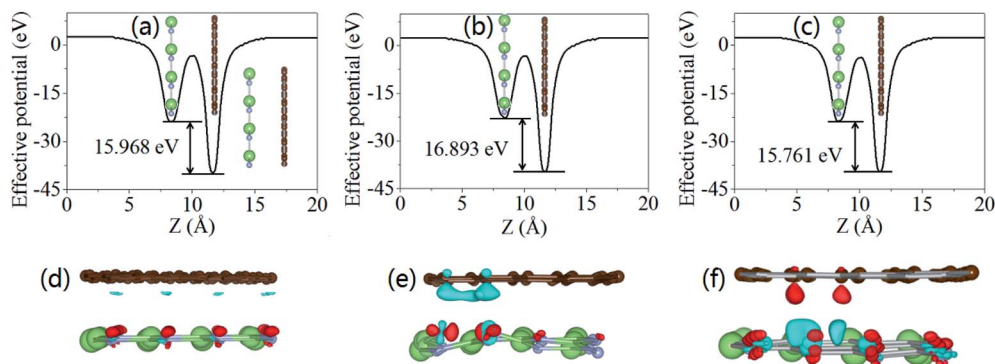 (a)
Effective potential (eV)
0
-15
-30
-45
15.968 eV
0 5 10 15 20
Z (Å)
(b)
Effective potential (eV)
0
-15
-30
-45
16.893 eV
0 5 10 15 20
Z (Å)
(c)
Effective potential (eV)
0
-15
-30
-45
15.761 eV
0 5 10 15 20
Z (Å)
(d)
(e)
(f)